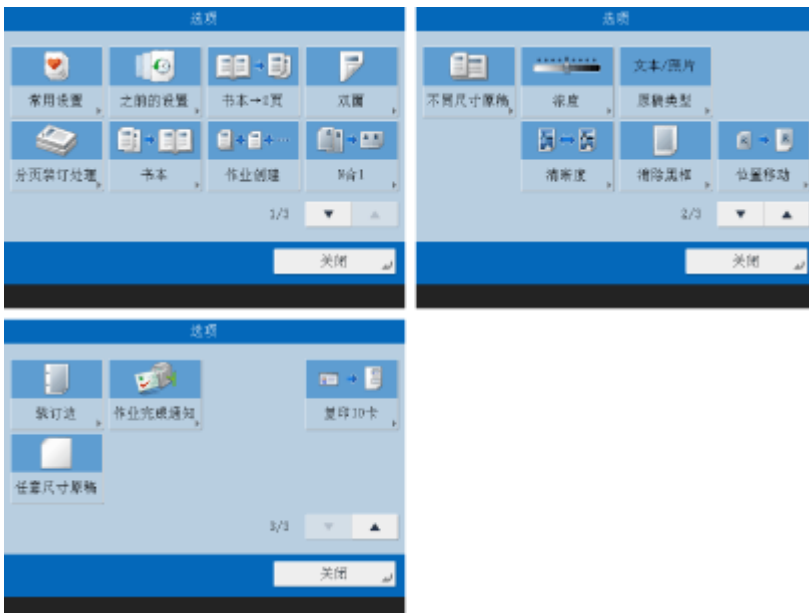 选项
常用设置
之前的设置
书本→2页
双面
分页装订处理
书本
作业创建
N合1
1/3
关闭
选项
不同尺寸原稿
浓度
文本/照片
原稿类型
清晰度
消除黑框
位置移动
2/3
关闭
选项
装订边
作业完成通知
复印ID卡
任意尺寸原稿
3/3
关闭